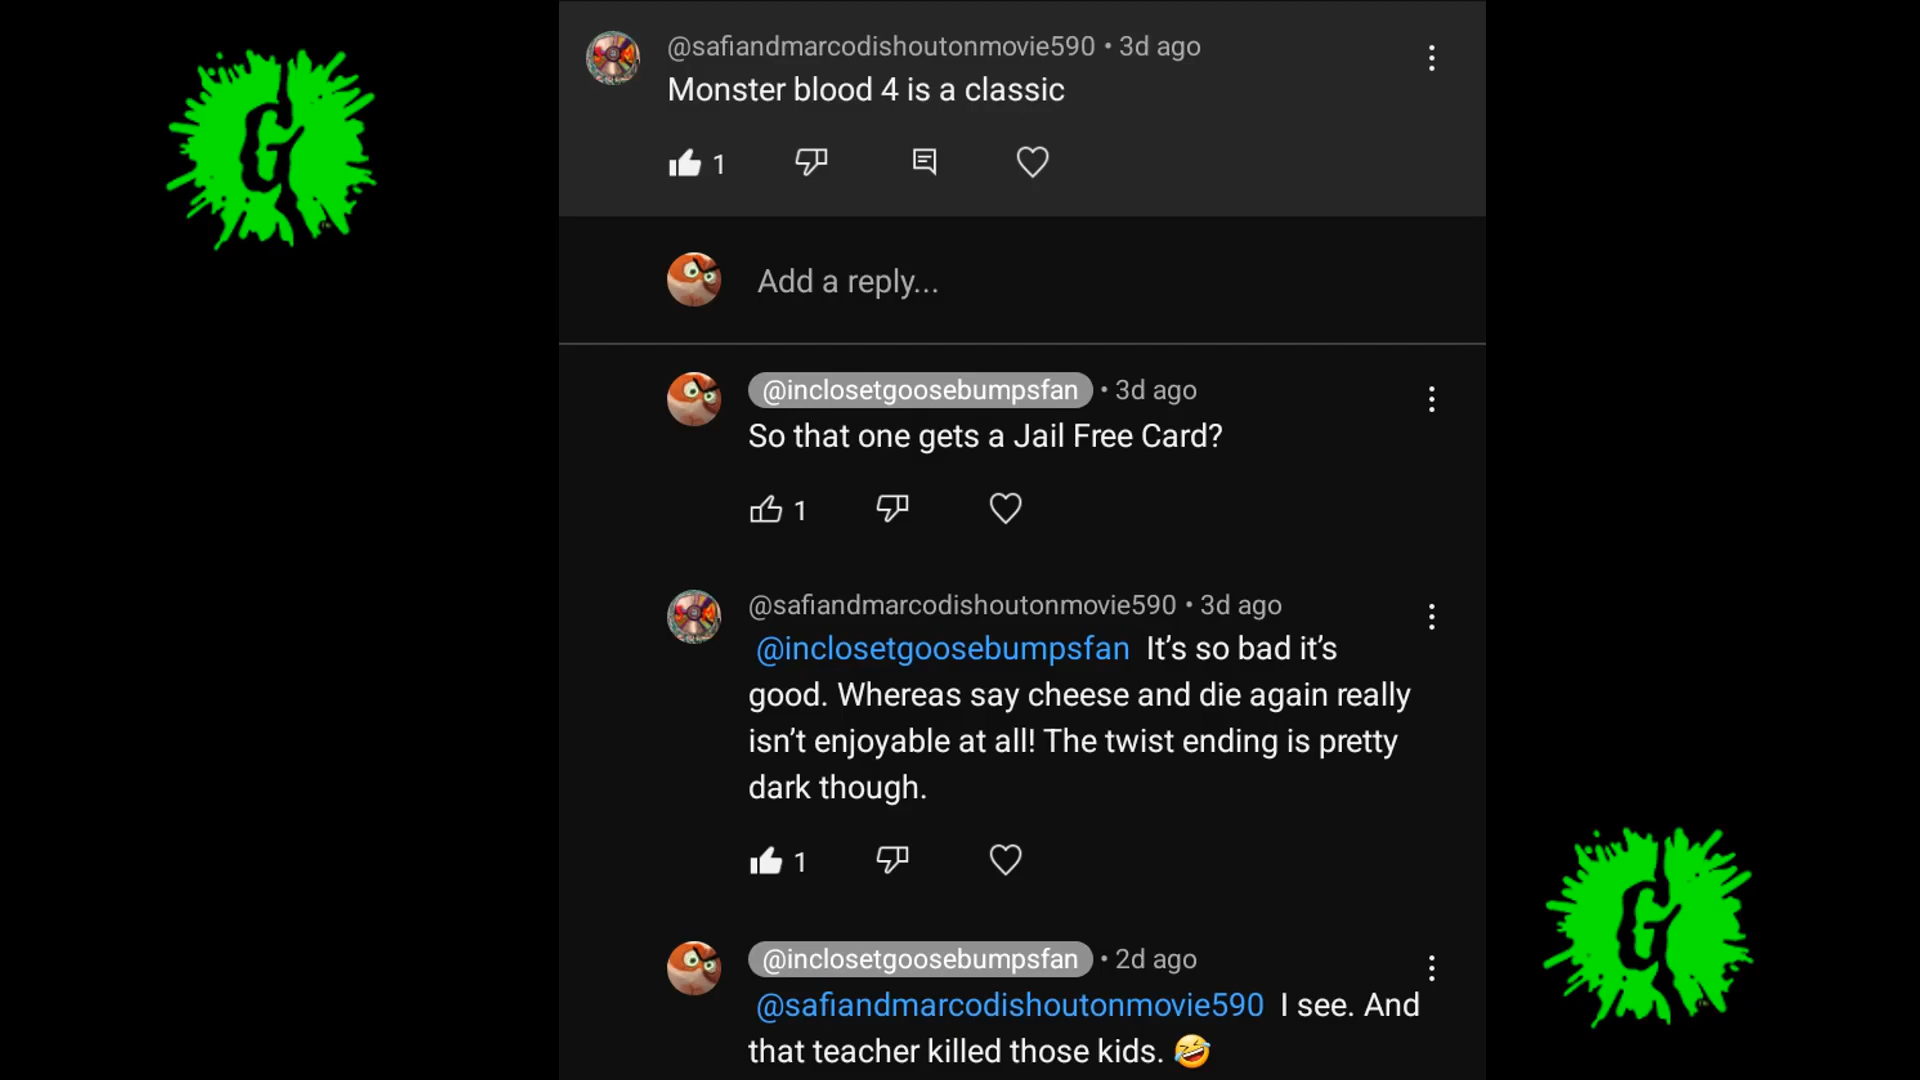 @safiandmarcodishoutonmovie590 • 3d ago
Monster blood 4 is a classic
1
Add a reply...
@inclosetgoosebumpsfan • 3d ago
So that one gets a Jail Free Card?
1
@safiandmarcodishoutonmovie590 • 3d ago
@inclosetgoosebumpsfan It’s so bad it’s
good. Whereas say cheese and die again really
isn’t enjoyable at all! The twist ending is pretty
dark though.
1
@inclosetgoosebumpsfan • 2d ago
@safiandmarcodishoutonmovie590 I see. And
that teacher killed those kids. 🤣
G
G